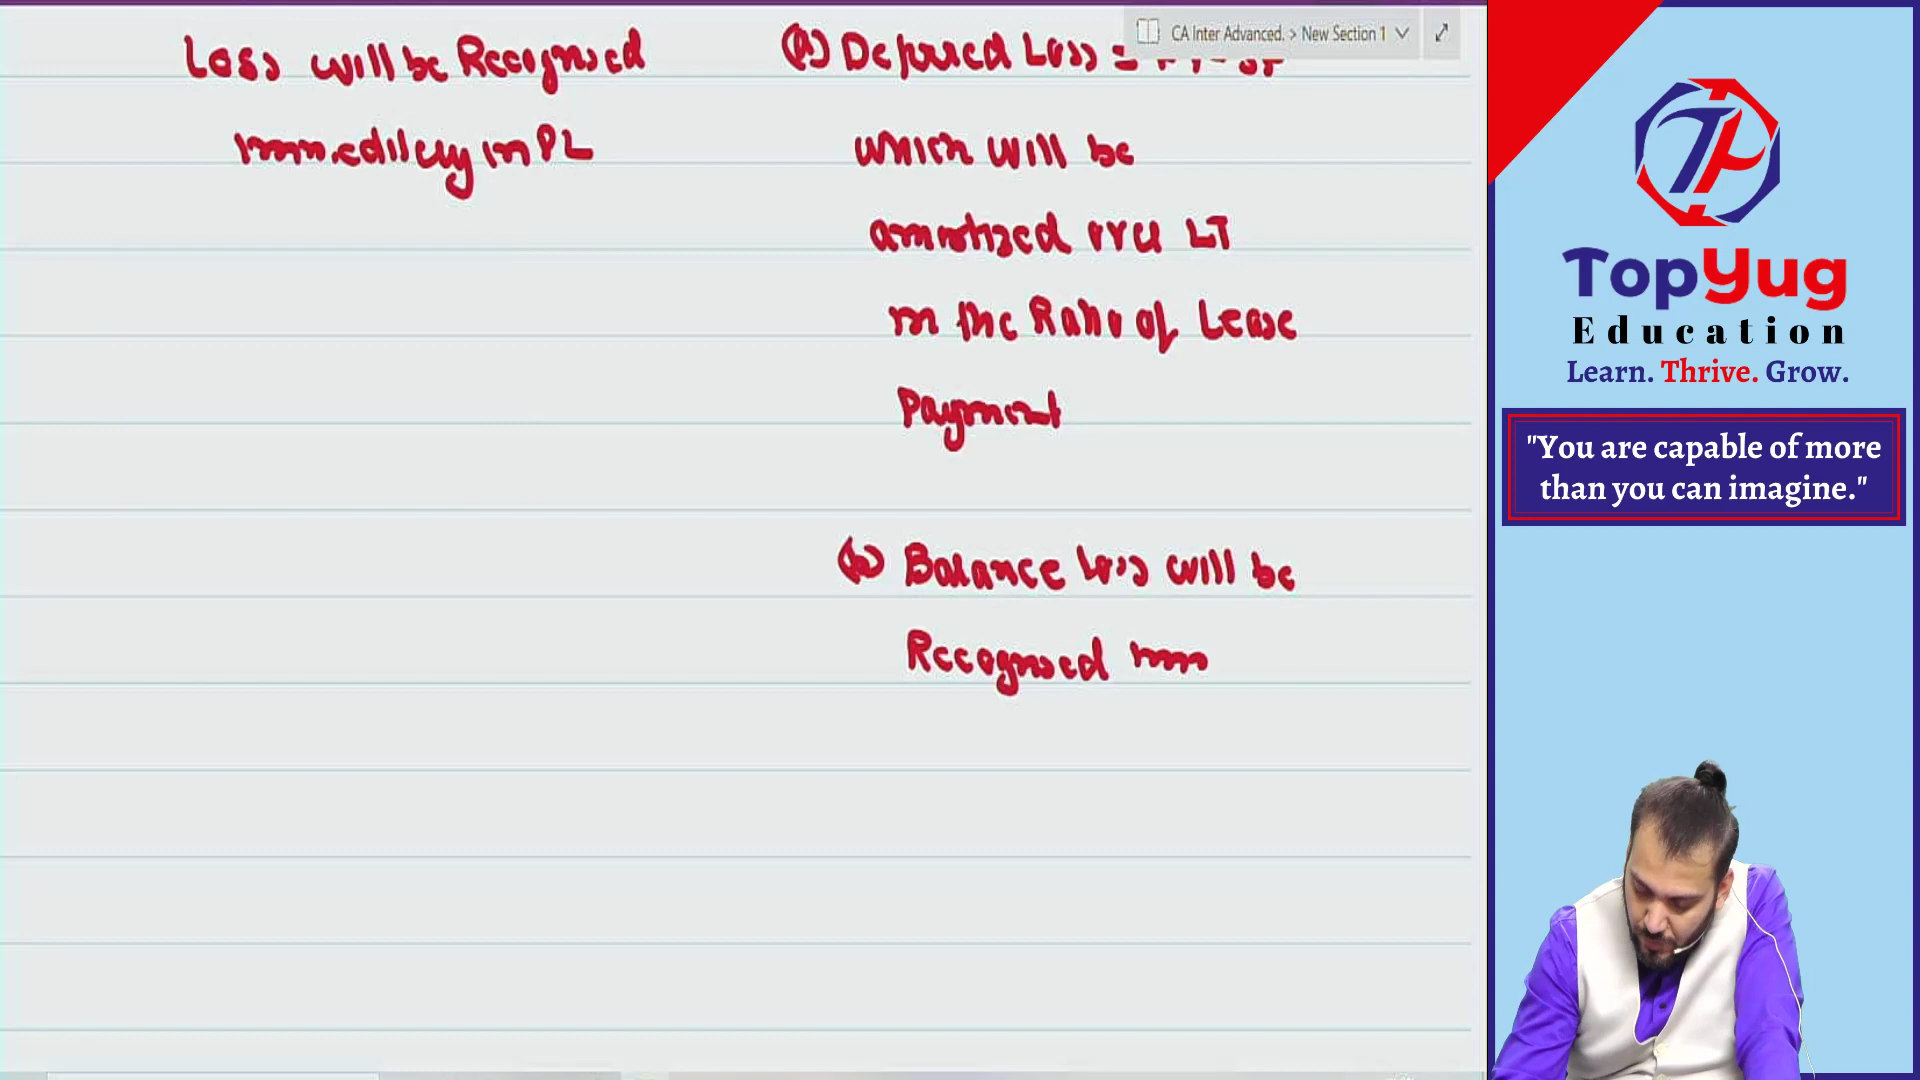 Loss will be Recognised
immediletly in PL
(a) Deferred Loss =
which will be
amortized over LT
in the Ratio of Lease
Payment
(b) Balance Loss will be
Recognised imm
CA Inter Advanced. > New Section 1
TopYug
Education
Learn. Thrive. Grow.
"You are capable of more
than you can imagine."